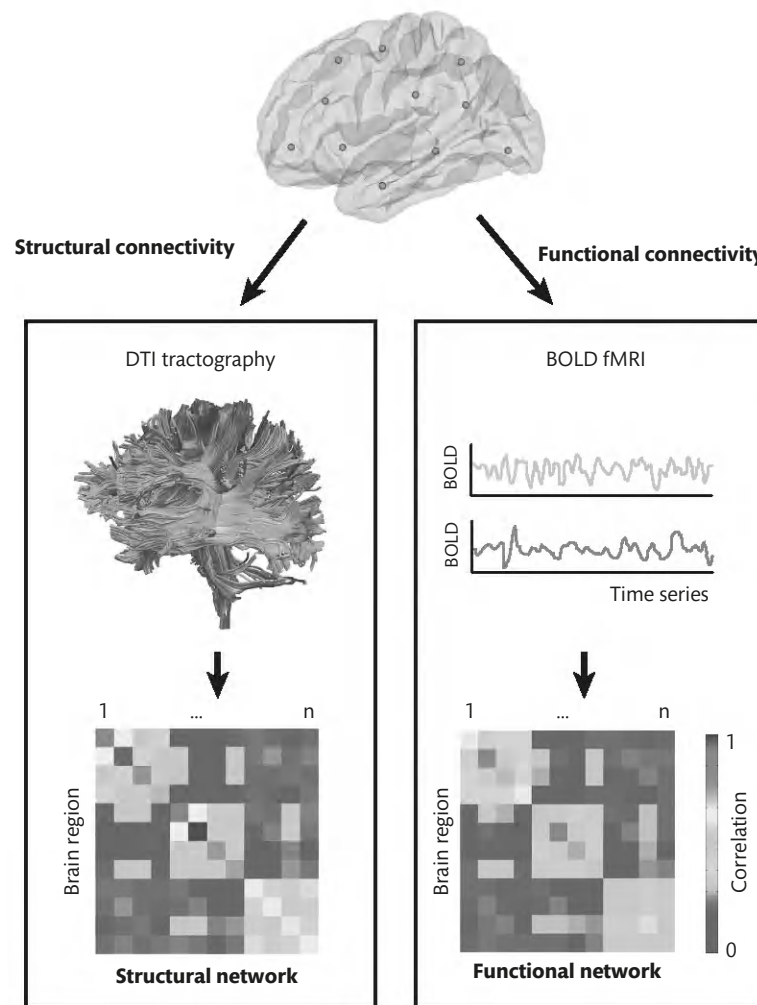 Structural connectivity
Functional connectivity
DTI tractography
BOLD fMRI
BOLD
BOLD
Time series
1 ... n
1 ... n
Brain region
Brain region
1
Correlation
0
Structural network
Functional network